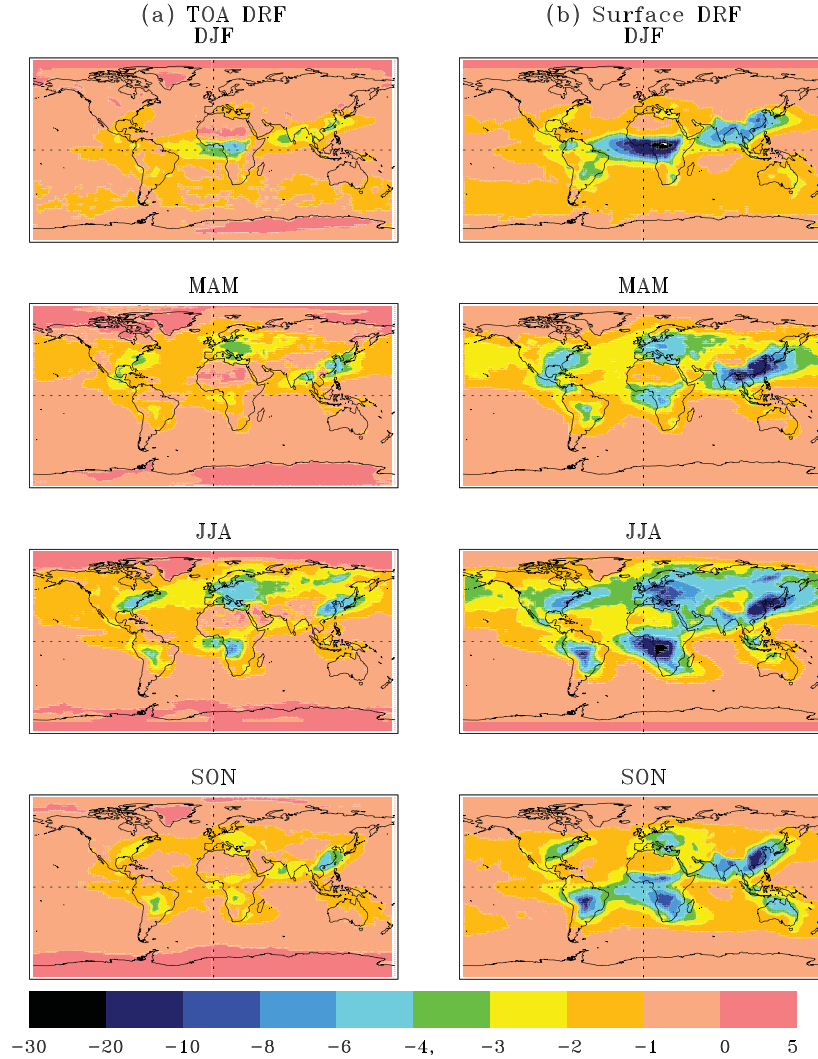 (a) TOA DRF (b) Surface DRF
DJF DJF
MAM MAM
JJA JJA
SON SON
−30 −20 −10 −8 −6 −4, −3 −2 −1 0 5